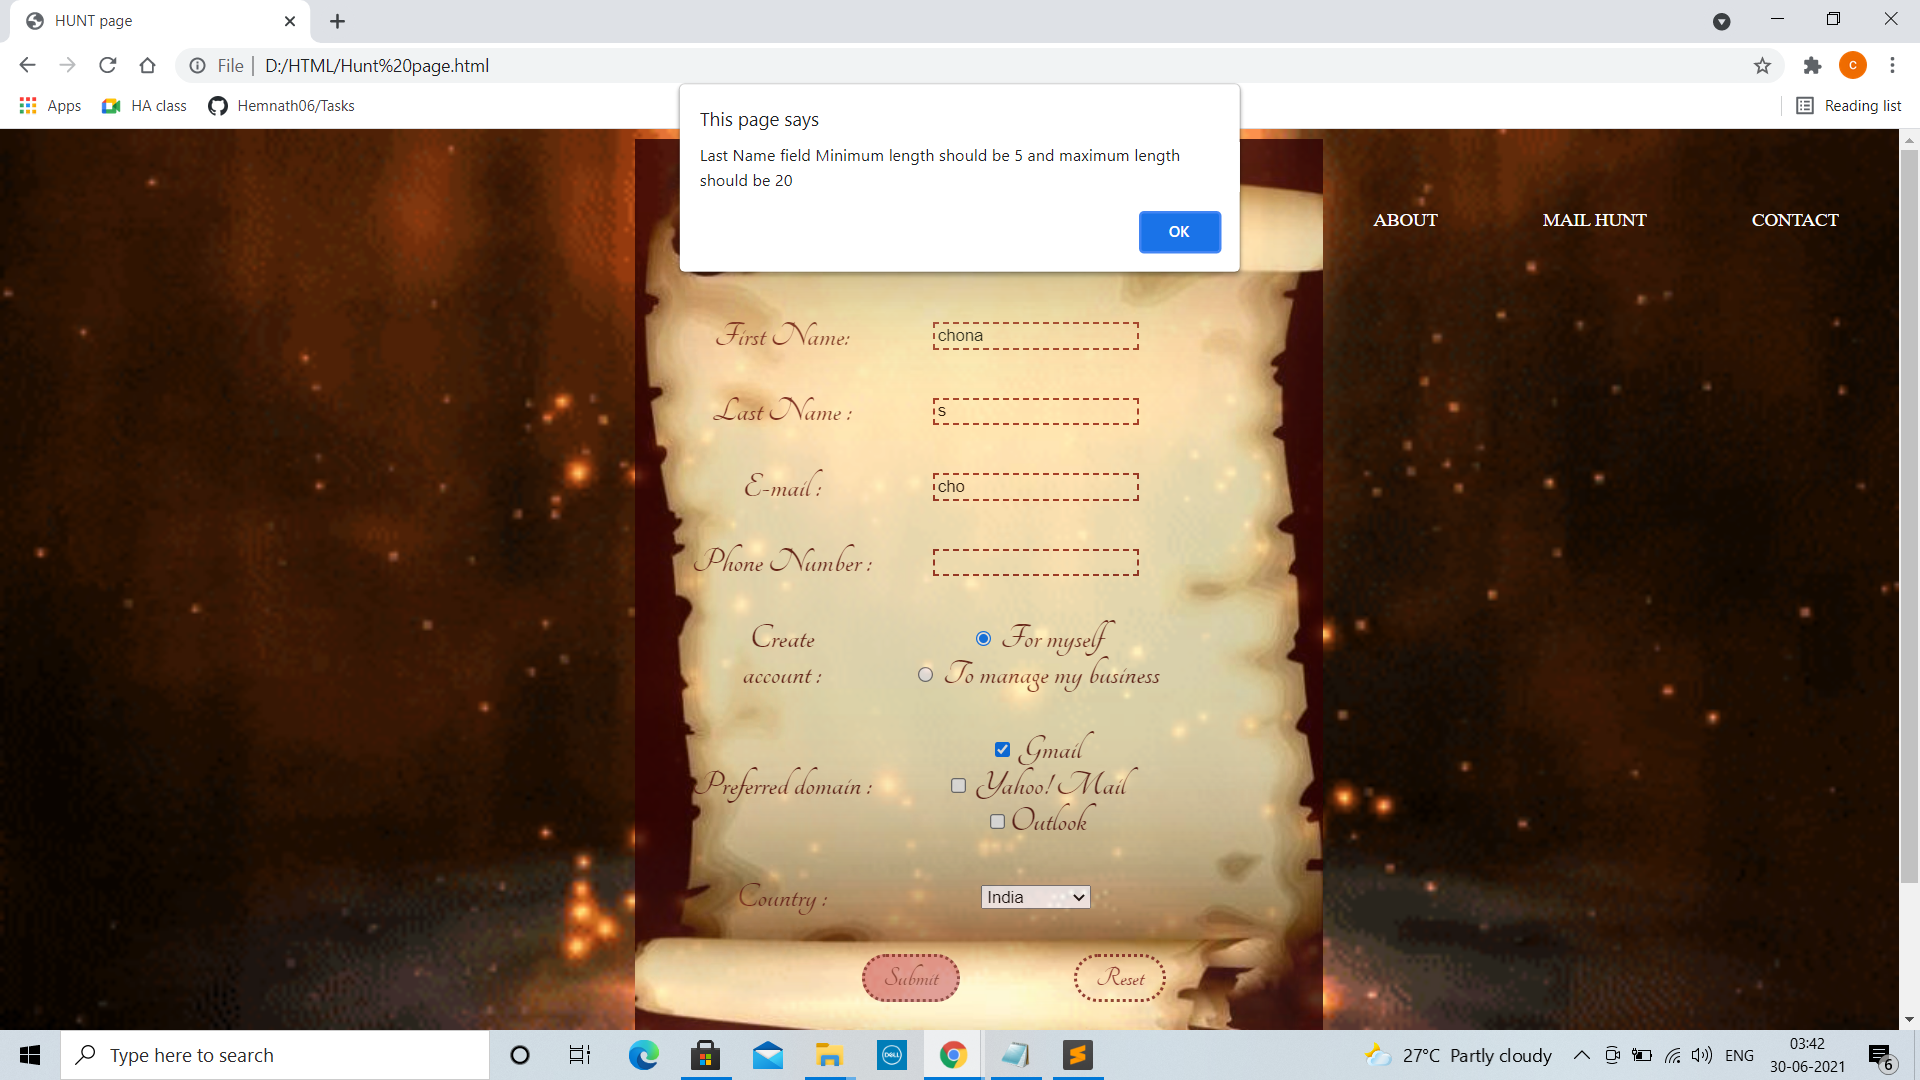 HUNT page
File
D:/HTML/Hunt%20page.html
c
Apps
HA class
Hemnath06/Tasks
Reading list
This page says
Last Name field Minimum length should be 5 and maximum length
should be 20
OK
ABOUT
MAIL HUNT
CONTACT
First Name:
chona
Last Name :
s
E-mail :
cho
Phone Number :
Create
account :
For myself
To manage my business
Preferred domain :
Gmail
Yahoo! Mail
Outlook
Country :
India
Submit
Reset
Type here to search
DELL
27°C Partly cloudy
ENG
03:42
30-06-2021
6